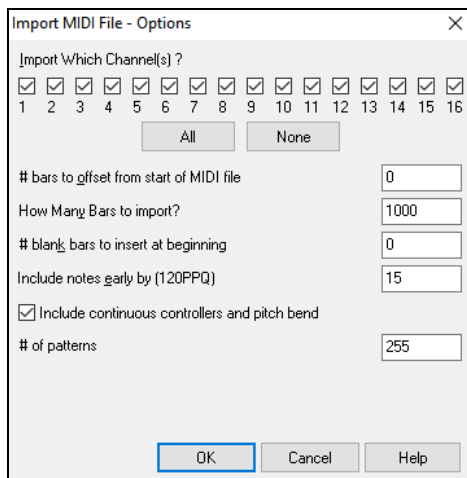 Import MIDI File - Options
Import Which Channel(s) ?
1 2 3 4 5 6 7 8 9 10 11 12 13 14 15 16
All None
# bars to offset from start of MIDI file 0
How Many Bars to import? 1000
# blank bars to insert at beginning 0
Include notes early by (120PPQ) 15
Include continuous controllers and pitch bend
# of patterns 255
OK Cancel Help